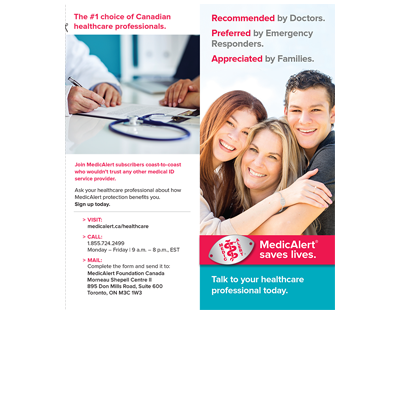 The #1 choice of Canadian
healthcare professionals.
Join MedicAlert subscribers coast-to-coast
who wouldn't trust any other medical ID
service provider.
Ask your healthcare professional about how
MedicAlert protection benefits you.
Sign up today.
> VISIT:
medicalert.ca/healthcare
> CALL:
1.855.724.2499
Monday – Friday | 9 a.m. – 8 p.m., EST
> MAIL:
Complete the form and send it to:
MedicAlert Foundation Canada
Morneau Shepell Centre II
895 Don Mills Road, Suite 600
Toronto, ON M3C 1W3
Recommended by Doctors.
Preferred by Emergency
Responders.
Appreciated by Families.
MedicAlert®
saves lives.
Talk to your healthcare
professional today.